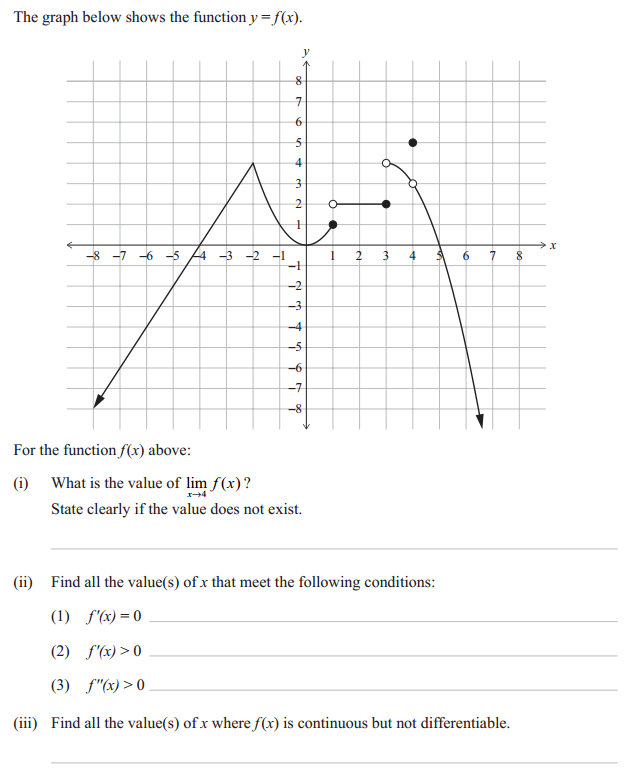 The graph below shows the function y = f(x).
y
8
7
6
5
4
3
2
1
–8 –7 –6 –5 –4 –3 –2 –1 1 2 3 4 5 6 7 8 x
–1
–2
–3
–4
–5
–6
–7
–8
For the function f(x) above:
(i) What is the value of lim f(x)?
x→4
State clearly if the value does not exist.
(ii) Find all the value(s) of x that meet the following conditions:
(1) f′(x) = 0
(2) f′(x) > 0
(3) f″(x) > 0
(iii) Find all the value(s) of x where f(x) is continuous but not differentiable.